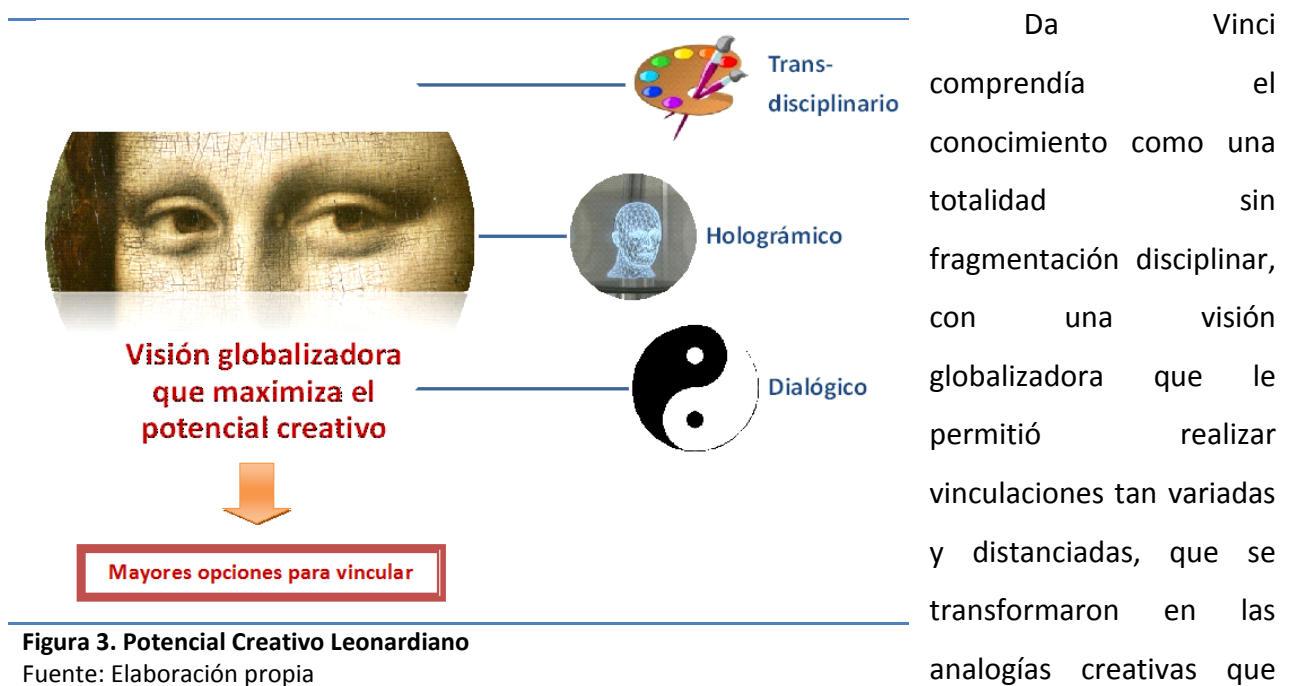 Trans-
disciplinario
Holográmico
Visión globalizadora
que maximiza el
potencial creativo
Dialógico
Mayores opciones para vincular
Figura 3. Potencial Creativo Leonardiano
Fuente: Elaboración propia
Da Vinci
comprendía el
conocimiento como una
totalidad sin
fragmentación disciplinar,
con una visión
globalizadora que le
permitió realizar
vinculaciones tan variadas
y distanciadas, que se
transformaron en las
analogías creativas que